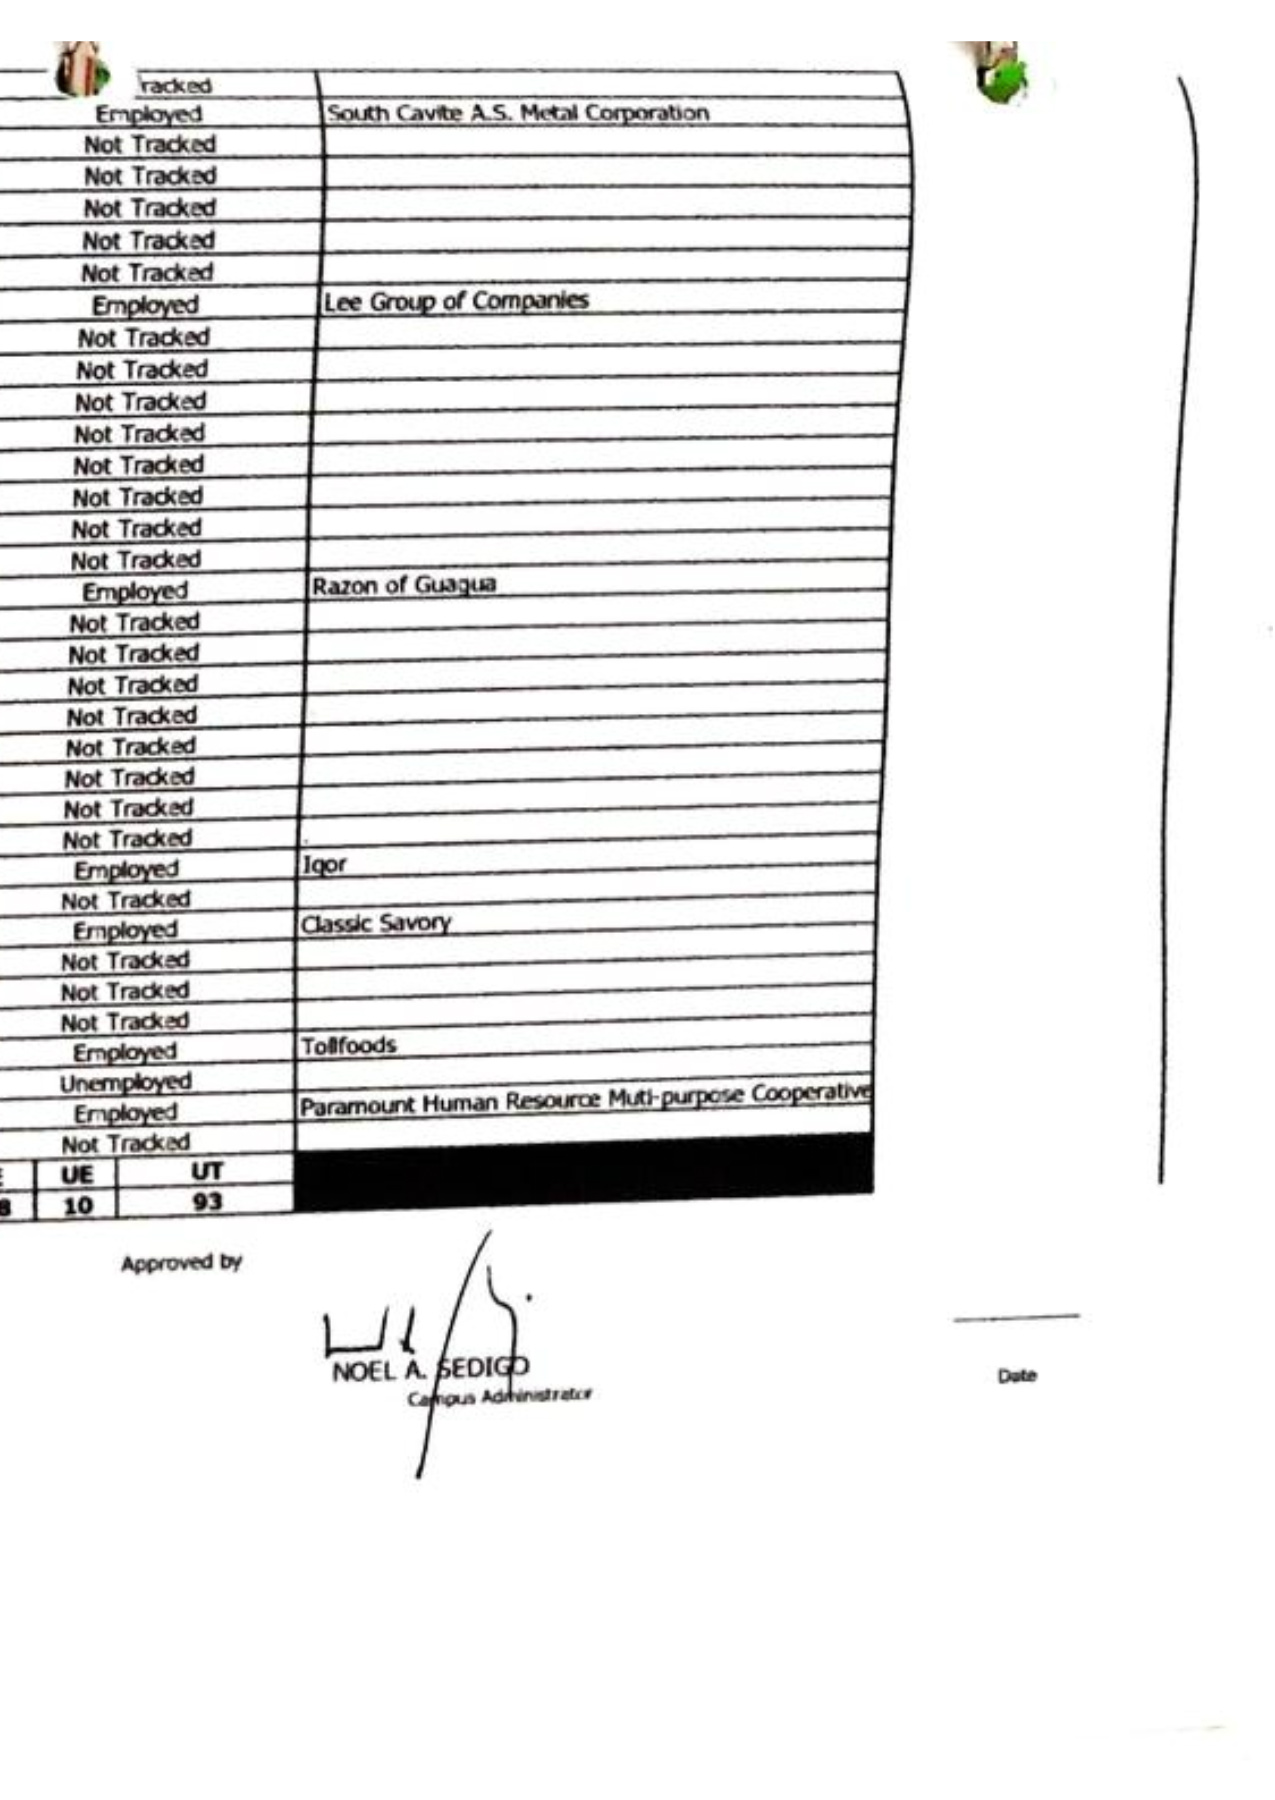 racked
Employed South Cavite A.S. Metal Corporation
Not Tracked
Not Tracked
Not Tracked
Not Tracked
Not Tracked
Employed Lee Group of Companies
Not Tracked
Not Tracked
Not Tracked
Not Tracked
Not Tracked
Not Tracked
Not Tracked
Not Tracked
Employed Razon of Guagua
Not Tracked
Not Tracked
Not Tracked
Not Tracked
Not Tracked
Not Tracked
Not Tracked
Not Tracked
Employed Iqor
Not Tracked
Employed Classic Savory
Not Tracked
Not Tracked
Not Tracked
Employed Tollfoods
Unemployed
Employed Paramount Human Resource Muti-purpose Cooperative
Not Tracked
UE UT
8 10 93
Approved by
NOEL A. SEDIGO
Campus Administrator
Date